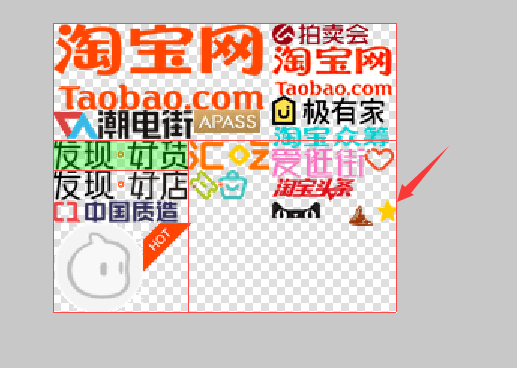 淘宝网
Taobao.com
潮电街
APASS
发现·好货
发现·好店
中国质造
HOT
拍卖会
淘宝网
Taobao.com
极有家
淘宝众筹
汇吃
爱逛街
淘宝头条